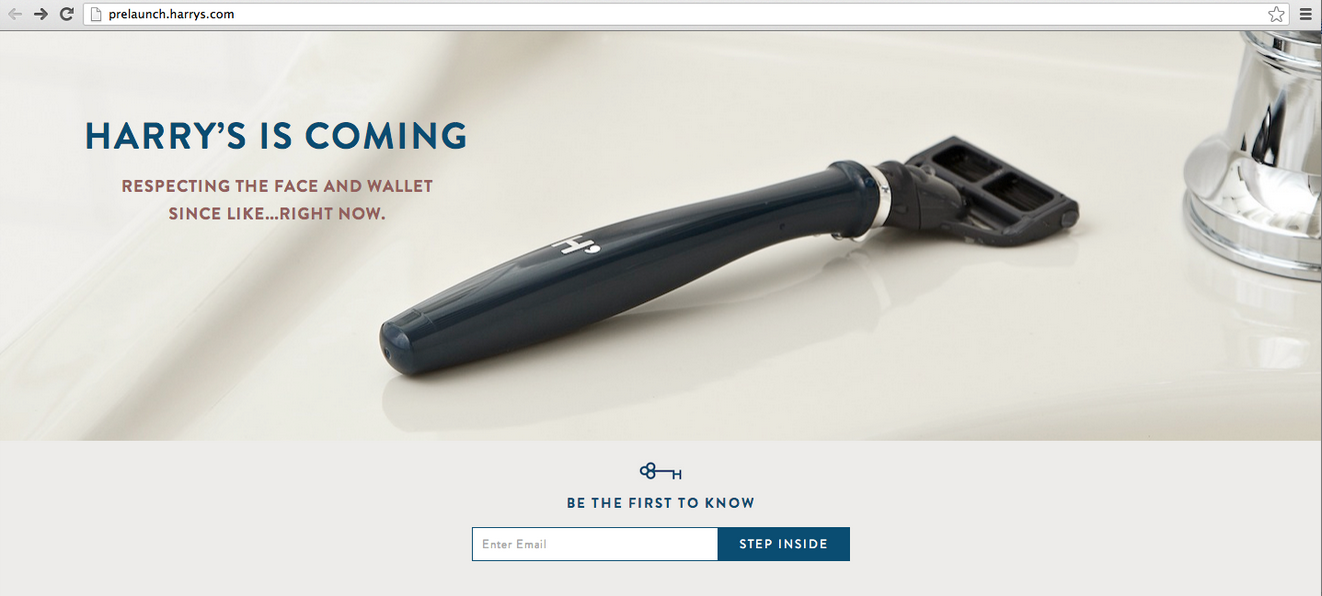 prelaunch.harrys.com
HARRY’S IS COMING
RESPECTING THE FACE AND WALLET
SINCE LIKE...RIGHT NOW.
H’
H
BE THE FIRST TO KNOW
Enter Email
STEP INSIDE